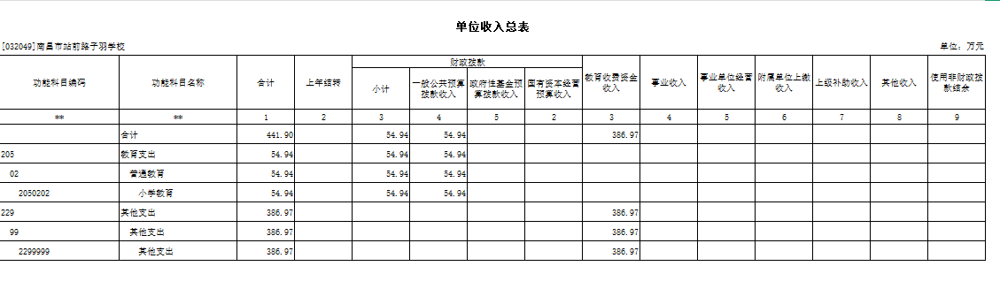 单位收入总表
[032049]南昌市站前路子羽学校 单位：万元
功能科目编码 功能科目名称 合计 上年结转 财政拨款 教育收费资金收入 事业收入 事业单位经营收入 附属单位上缴收入 上级补助收入 其他收入 使用非财政拨款结余
小计 一般公共预算拨款收入 政府性基金预算拨款收入 国有资本经营预算收入
** ** 1 2 3 4 5 2 3 4 5 6 7 8 9
合计 441.90 54.94 54.94 386.97
205 教育支出 54.94 54.94 54.94
02 普通教育 54.94 54.94 54.94
2050202 小学教育 54.94 54.94 54.94
229 其他支出 386.97 386.97
99 其他支出 386.97 386.97
2299999 其他支出 386.97 386.97